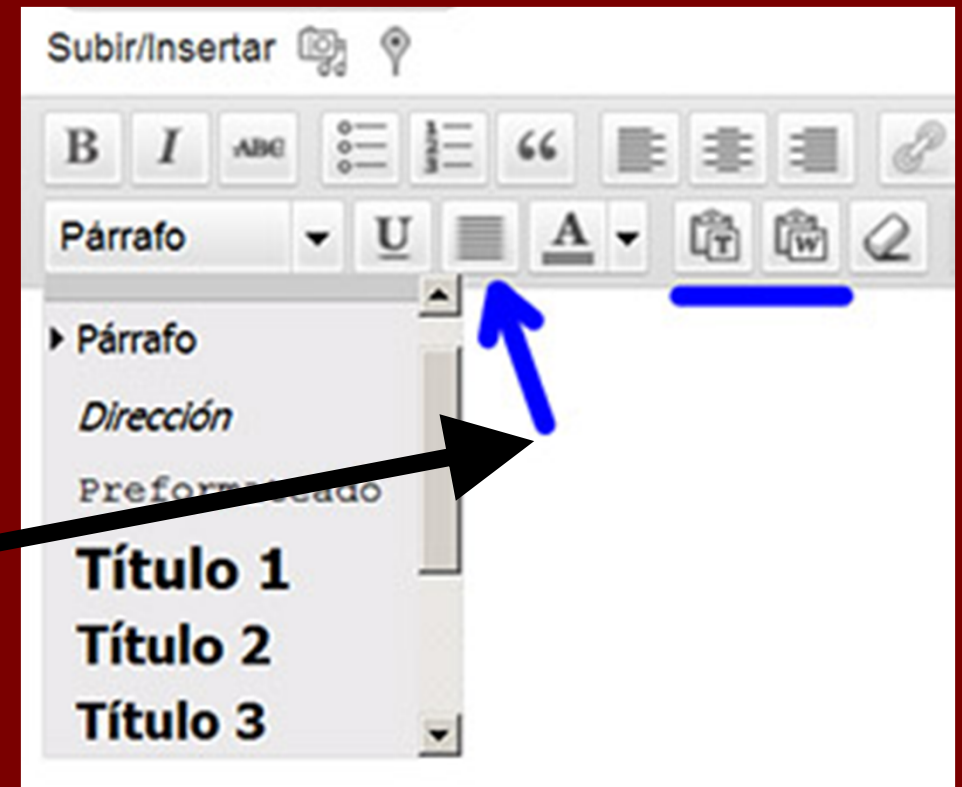 Subir/Insertar
B I ABC
Párrafo U A T W
Párrafo
Dirección
Preformateado
Título 1
Título 2
Título 3